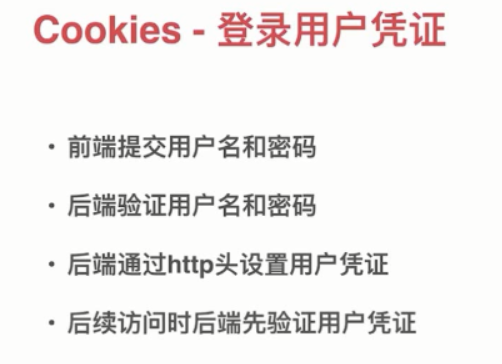 Cookies - 登录用户凭证
• 前端提交用户名和密码
• 后端验证用户名和密码
• 后端通过http头设置用户凭证
• 后续访问时后端先验证用户凭证